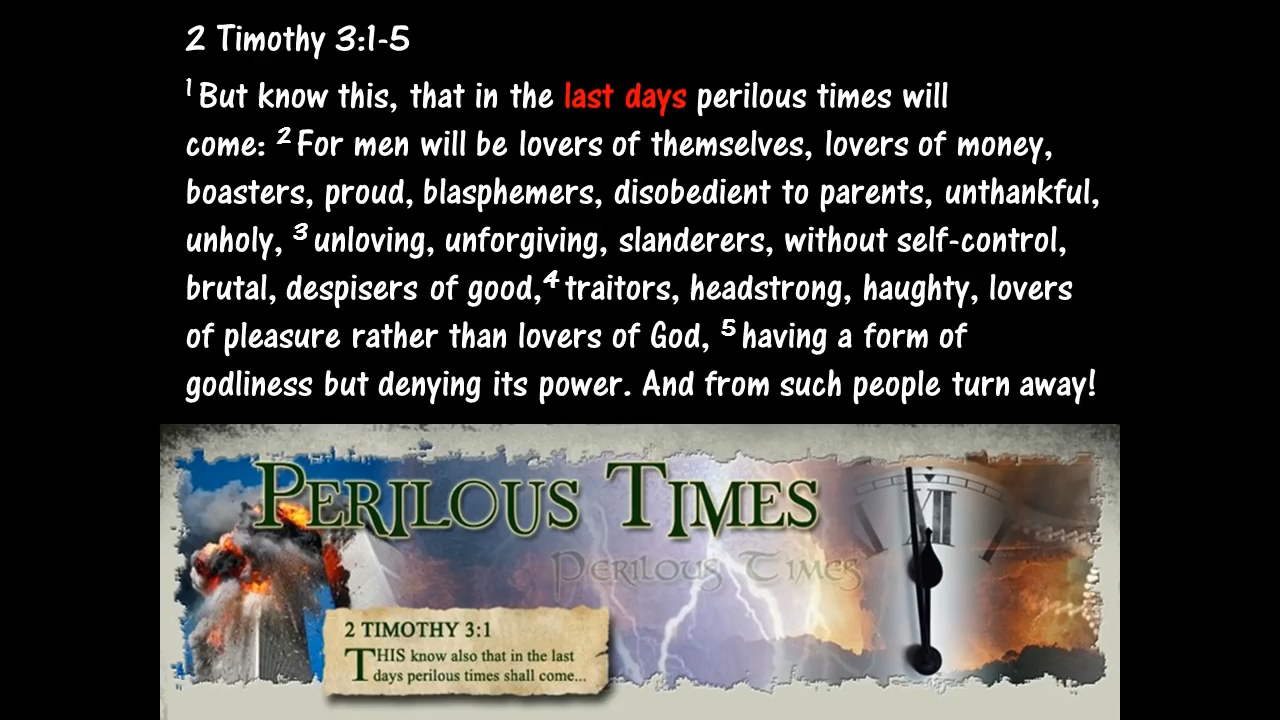 2 Timothy 3:1-5
1 But know this, that in the last days perilous times will
come: 2 For men will be lovers of themselves, lovers of money,
boasters, proud, blasphemers, disobedient to parents, unthankful,
unholy, 3 unloving, unforgiving, slanderers, without self-control,
brutal, despisers of good,4 traitors, headstrong, haughty, lovers
of pleasure rather than lovers of God, 5 having a form of
godliness but denying its power. And from such people turn away!
PERILOUS TIMES
PERILOUS TIMES
VII
2 TIMOTHY 3:1
THIS know also that in the last
days perilous times shall come...